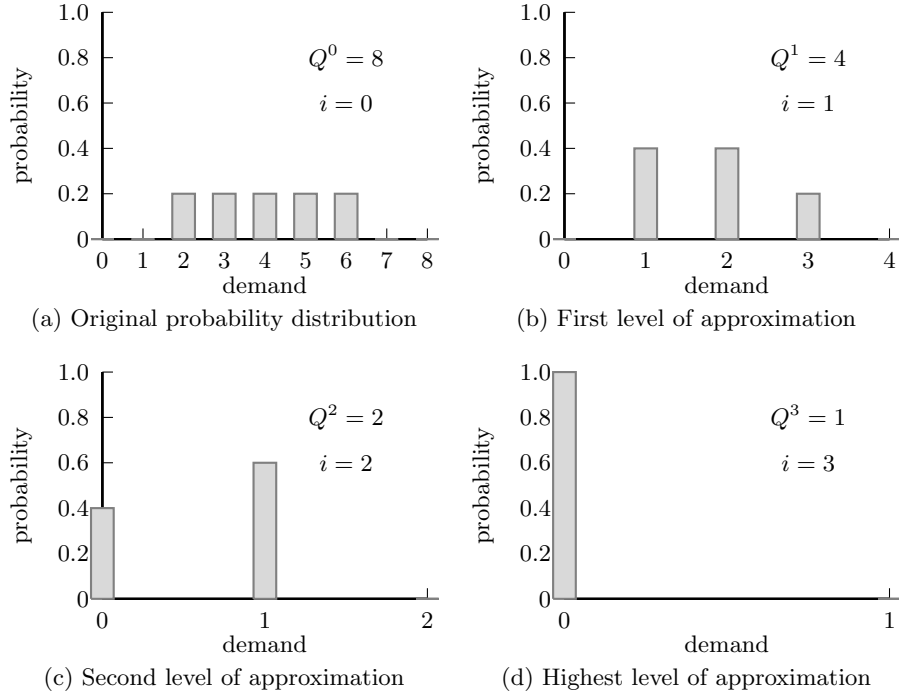 1.0
0.8
0.6
0.4
0.2
0
probability
Q^0 = 8
i = 0
0 1 2 3 4 5 6 7 8
demand
(a) Original probability distribution
1.0
0.8
0.6
0.4
0.2
0
probability
Q^1 = 4
i = 1
0 1 2 3 4
demand
(b) First level of approximation
1.0
0.8
0.6
0.4
0.2
0
probability
Q^2 = 2
i = 2
0 1 2
demand
(c) Second level of approximation
1.0
0.8
0.6
0.4
0.2
0
probability
Q^3 = 1
i = 3
0 1
demand
(d) Highest level of approximation